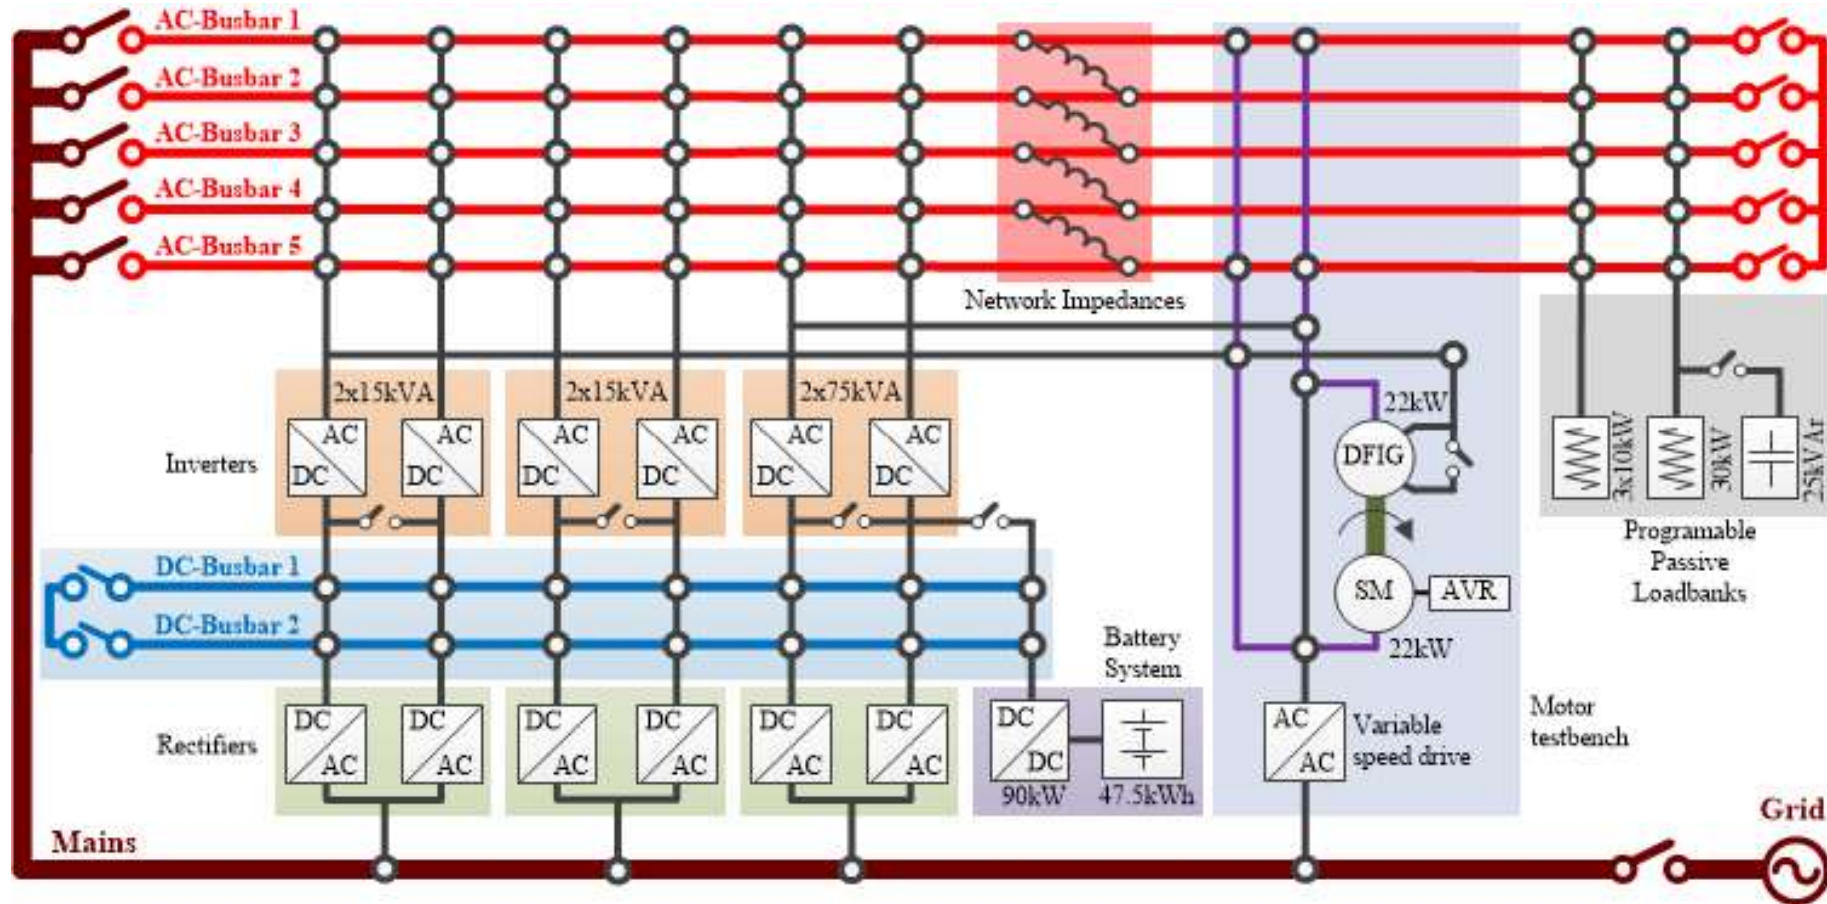 AC-Busbar 1
AC-Busbar 2
AC-Busbar 3
AC-Busbar 4
AC-Busbar 5
Network Impedances
2x15kVA
2x15kVA
2x75kVA
22kW
AC
DC
AC
DC
AC
DC
AC
DC
AC
DC
AC
DC
Inverters
DFIG
3x10kW
30kW
25kVAr
Programable
Passive
Loadbanks
DC-Busbar 1
DC-Busbar 2
SM
AVR
22kW
Battery
System
DC
AC
DC
AC
DC
AC
DC
AC
DC
AC
DC
AC
Rectifiers
DC
DC
90kW
47.5kWh
AC
AC
Variable
speed drive
Motor
testbench
Mains
Grid